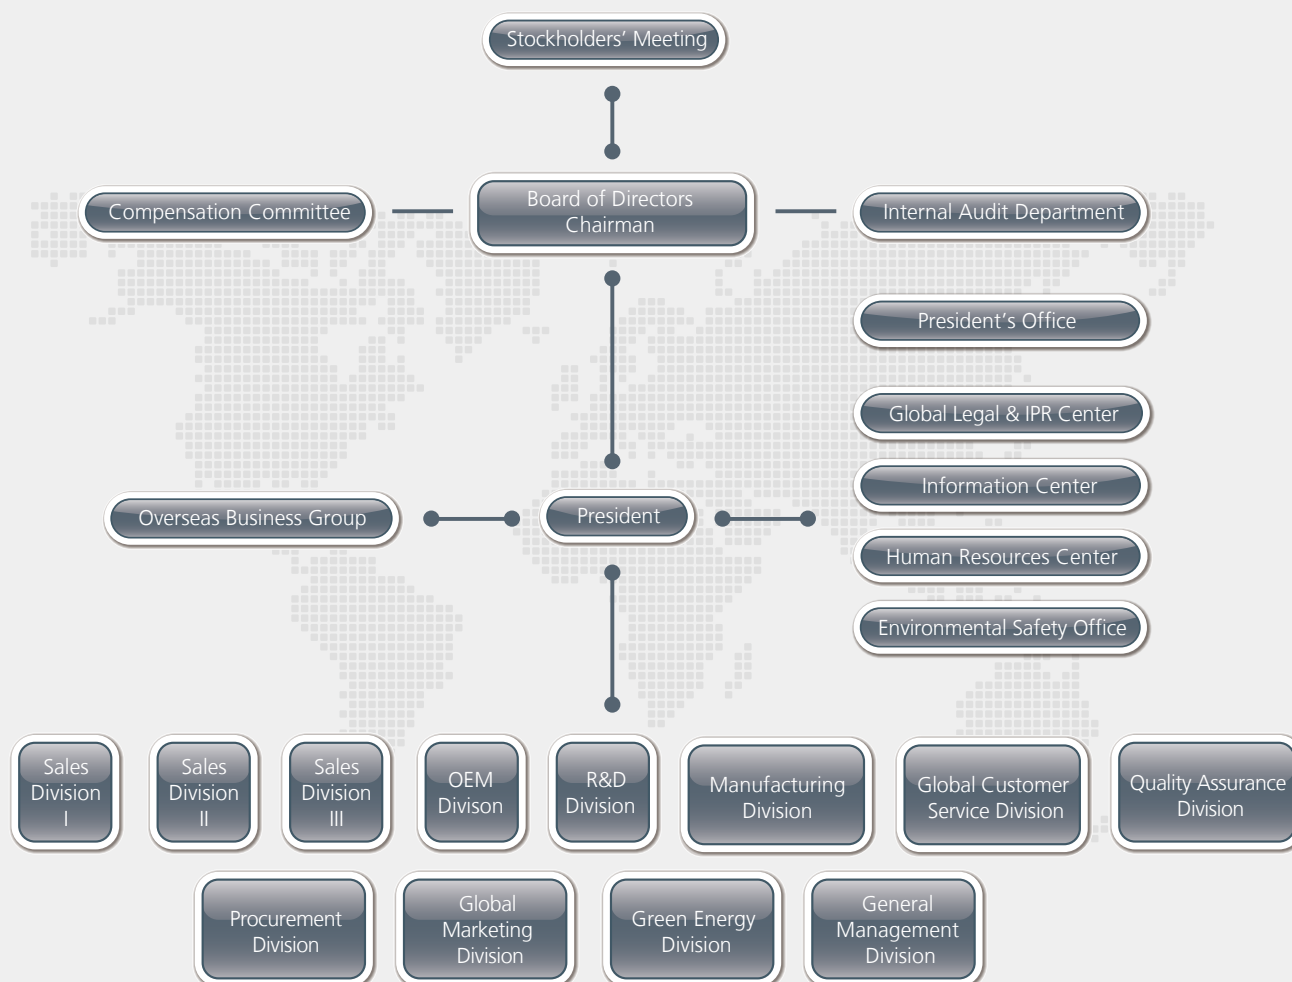 Stockholders’ Meeting
Compensation Committee
Board of Directors
Chairman
Internal Audit Department
President’s Office
Global Legal & IPR Center
Information Center
Overseas Business Group
President
Human Resources Center
Environmental Safety Office
Sales
Division
I
Sales
Division
II
Sales
Division
III
OEM
Divison
R&D
Division
Manufacturing
Division
Global Customer
Service Division
Quality Assurance
Division
Procurement
Division
Global
Marketing
Division
Green Energy
Division
General
Management
Division